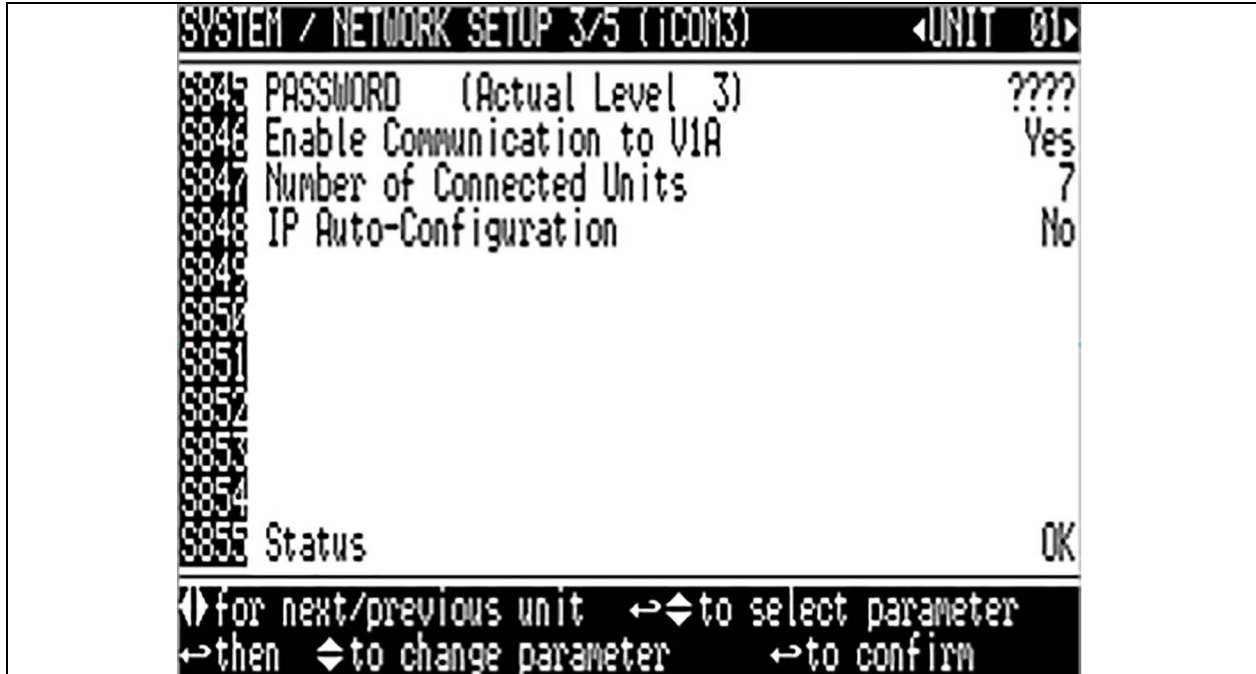 SYSTEM / NETWORK SETUP 3/5 (iCOM3) ◂UNIT 01▸
S845 PASSWORD (Actual Level 3) ????
S846 Enable Communication to V1A Yes
S847 Number of Connected Units 7
S848 IP Auto-Configuration No
S849
S850
S851
S852
S853
S854
S855 Status OK
for next/previous unit ↩ to select parameter
↩then to change parameter ↩to confirm